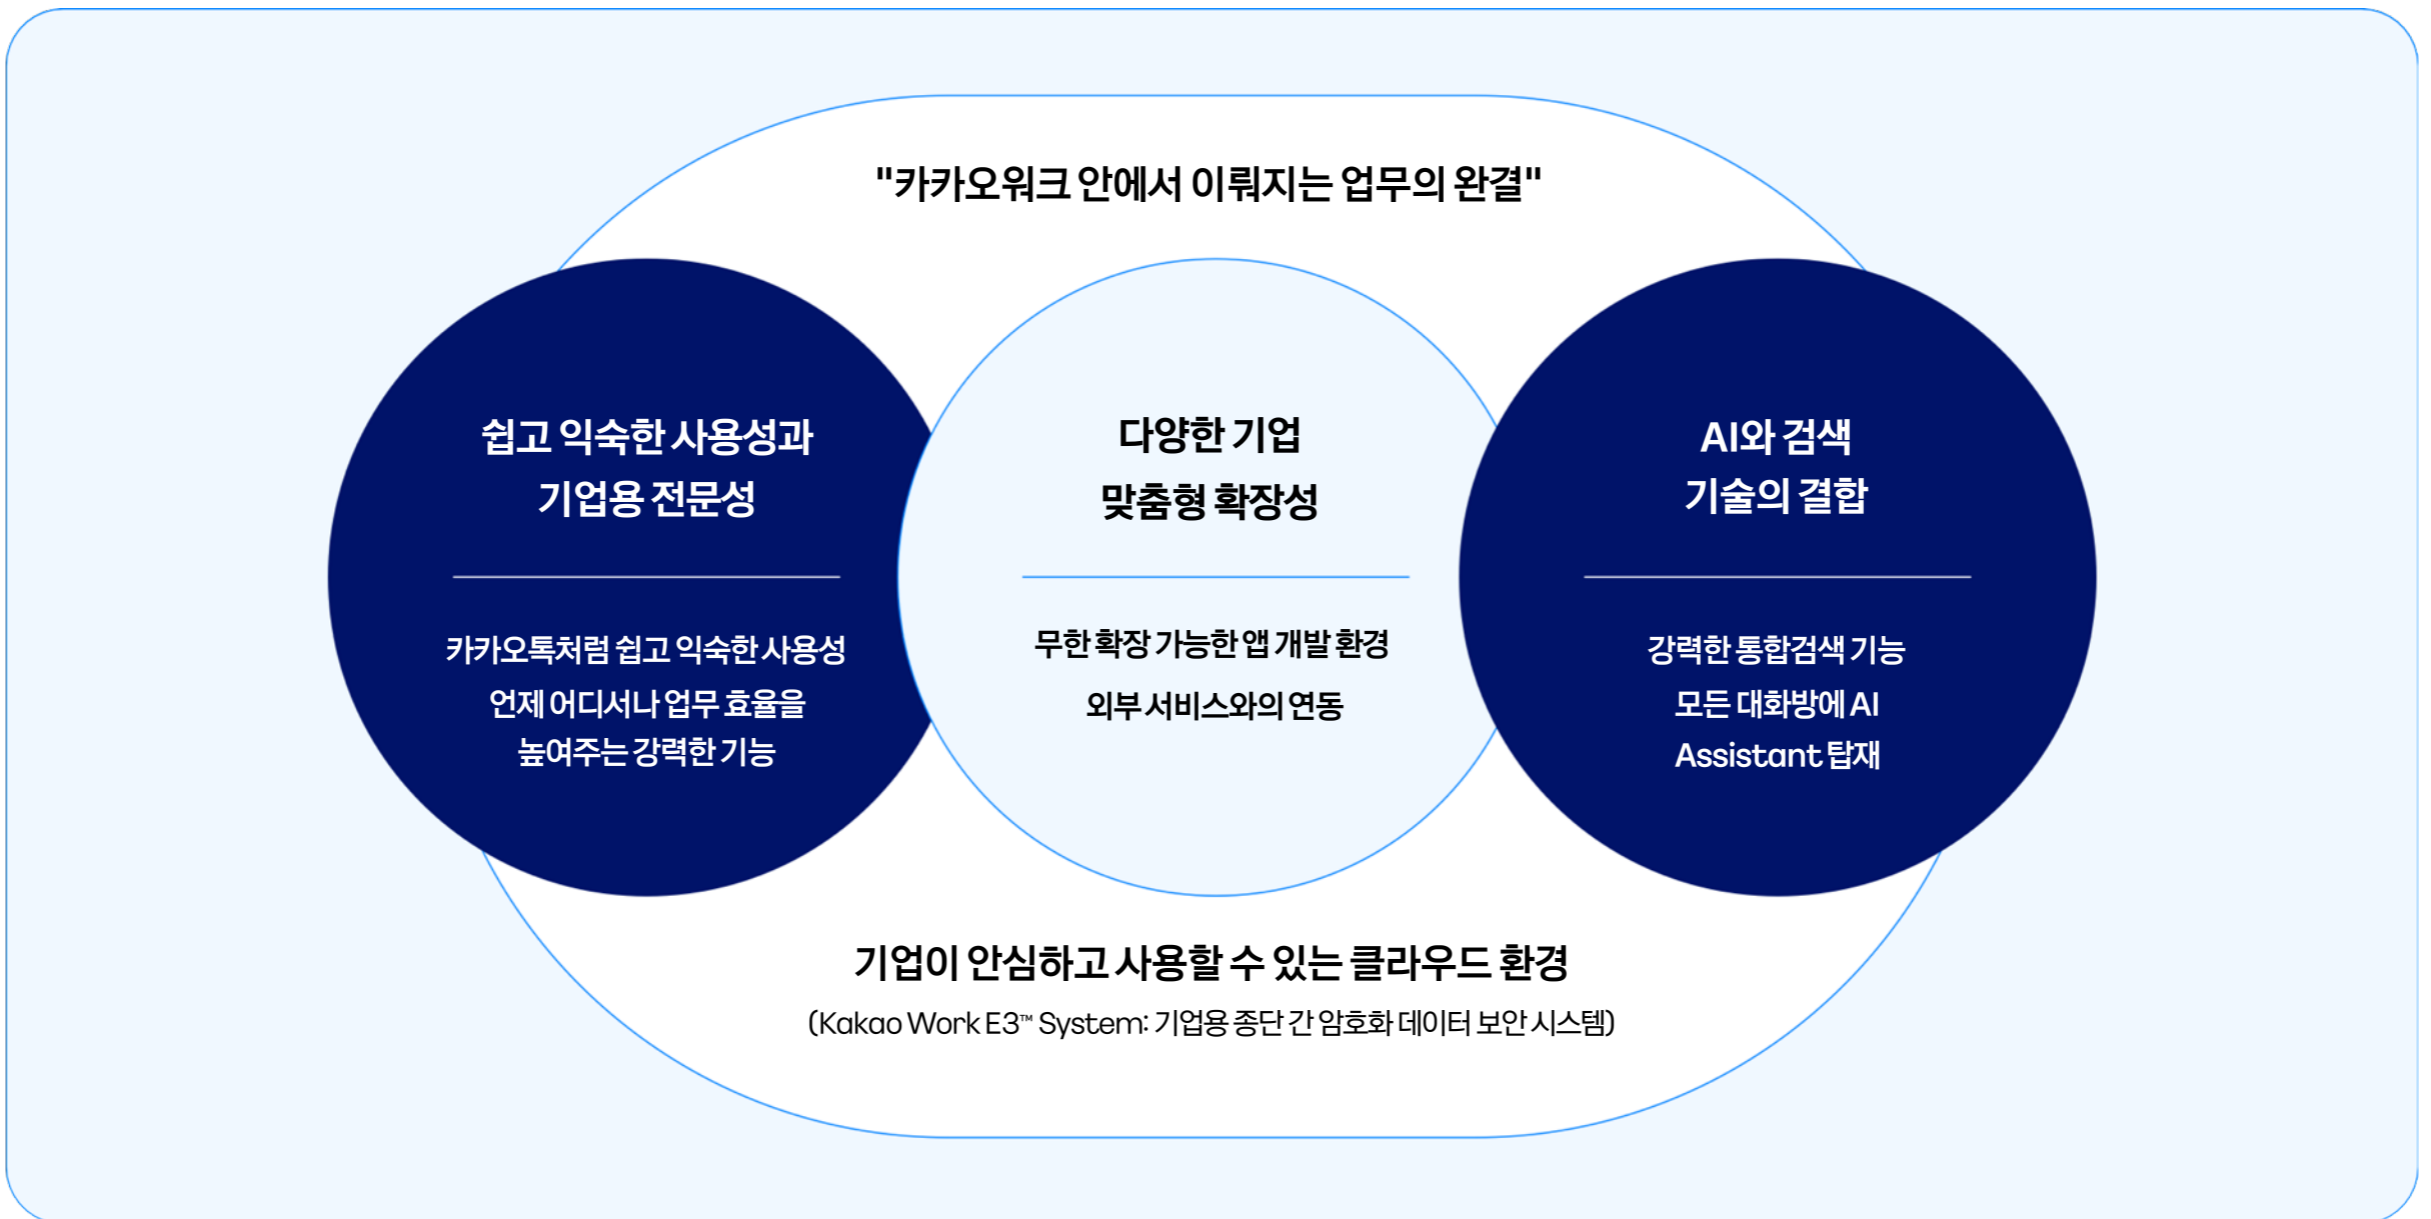 "카카오워크 안에서 이뤄지는 업무의 완결"
쉽고 익숙한 사용성과
기업용 전문성
카카오톡처럼 쉽고 익숙한 사용성
언제 어디서나 업무 효율을
높여주는 강력한 기능
다양한 기업
맞춤형 확장성
무한 확장 가능한 앱 개발 환경
외부 서비스와의 연동
AI와 검색
기술의 결합
강력한 통합검색 기능
모든 대화방에 AI
Assistant 탑재
기업이 안심하고 사용할 수 있는 클라우드 환경
(Kakao Work E3™ System: 기업용 종단 간 암호화 데이터 보안 시스템)